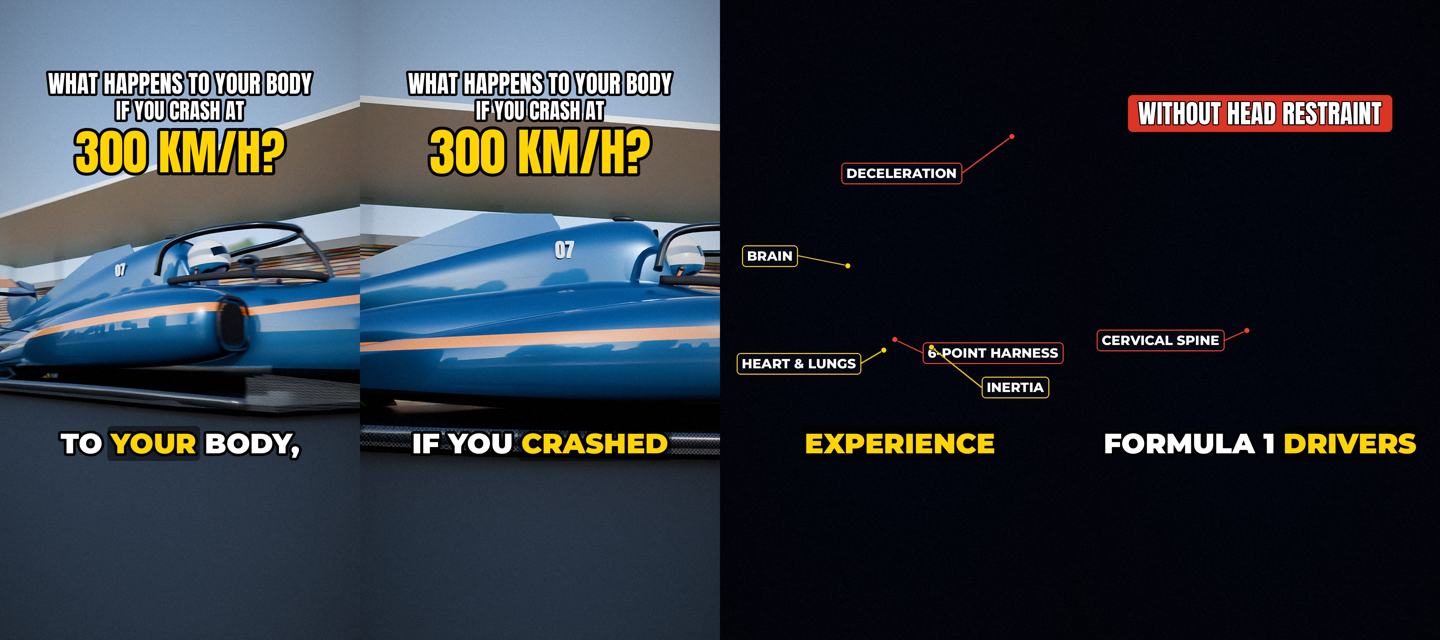 WHAT HAPPENS TO YOUR BODY
IF YOU CRASH AT
300 KM/H?
07
TO YOUR BODY,
WHAT HAPPENS TO YOUR BODY
IF YOU CRASH AT
300 KM/H?
07
IF YOU CRASHED
DECELERATION
BRAIN
HEART & LUNGS
6-POINT HARNESS
INERTIA
EXPERIENCE
WITHOUT HEAD RESTRAINT
CERVICAL SPINE
FORMULA 1 DRIVERS